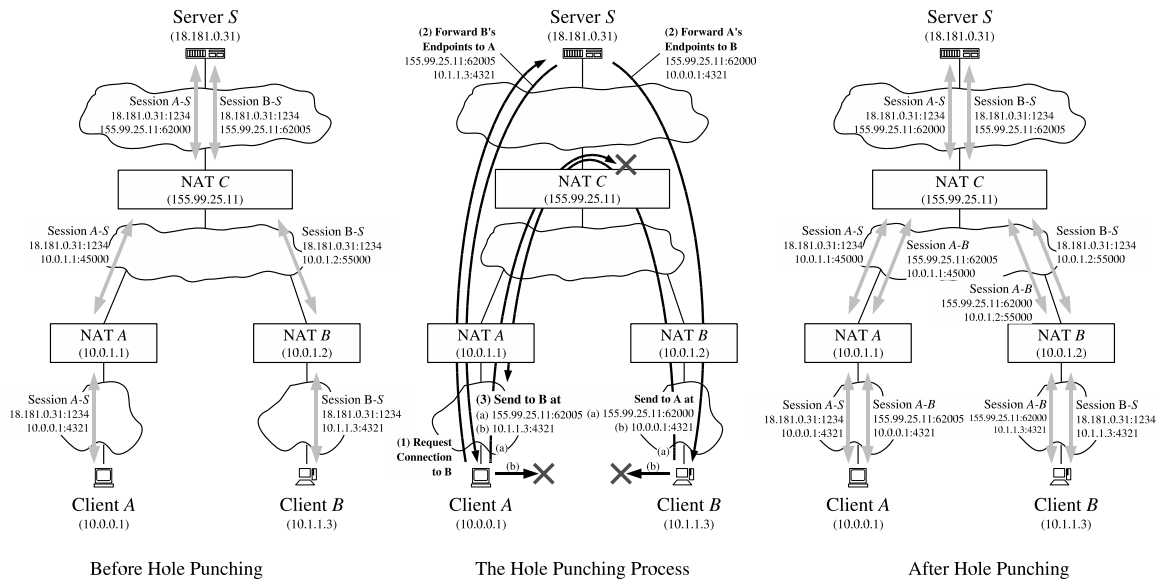 Server S
(18.181.0.31)
Session A-S
18.181.0.31:1234
155.99.25.11:62000
Session B-S
18.181.0.31:1234
155.99.25.11:62005
NAT C
(155.99.25.11)
Session A-S
18.181.0.31:1234
10.0.1.1:45000
Session B-S
18.181.0.31:1234
10.0.1.2:55000
NAT A
(10.0.1.1)
NAT B
(10.0.1.2)
Session A-S
18.181.0.31:1234
10.0.0.1:4321
Session B-S
18.181.0.31:1234
10.1.1.3:4321
Client A
(10.0.0.1)
Client B
(10.1.1.3)
Before Hole Punching
Server S
(18.181.0.31)
(2) Forward B's
Endpoints to A
155.99.25.11:62005
10.1.1.3:4321
(2) Forward A's
Endpoints to B
155.99.25.11:62000
10.0.0.1:4321
NAT C
(155.99.25.11)
NAT A
(10.0.1.1)
NAT B
(10.0.1.2)
(3) Send to B at
(a) 155.99.25.11:62005
(b) 10.1.1.3:4321
Send to A at
(a) 155.99.25.11:62000
(b) 10.0.0.1:4321
(1) Request
Connection
to B
(a)
(b)
(a)
(b)
Client A
(10.0.0.1)
Client B
(10.1.1.3)
The Hole Punching Process
Server S
(18.181.0.31)
Session A-S
18.181.0.31:1234
155.99.25.11:62000
Session B-S
18.181.0.31:1234
155.99.25.11:62005
NAT C
(155.99.25.11)
Session A-S
18.181.0.31:1234
10.0.1.1:45000
Session A-B
155.99.25.11:62005
10.0.1.1:45000
Session B-S
18.181.0.31:1234
10.0.1.2:55000
Session A-B
155.99.25.11:62000
10.0.1.2:55000
NAT A
(10.0.1.1)
NAT B
(10.0.1.2)
Session A-S
18.181.0.31:1234
10.0.0.1:4321
Session A-B
155.99.25.11:62005
10.0.0.1:4321
Session A-B
155.99.25.11:62000
10.1.1.3:4321
Session B-S
18.181.0.31:1234
10.1.1.3:4321
Client A
(10.0.0.1)
Client B
(10.1.1.3)
After Hole Punching